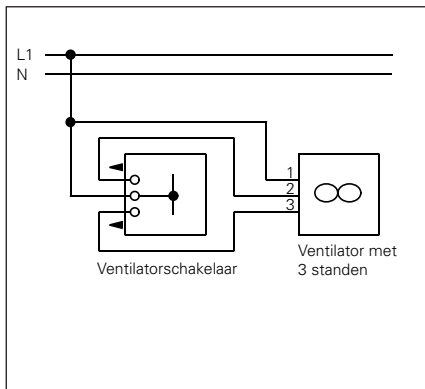 L1
N
1
2
3
Ventilatorschakelaar
Ventilator met
3 standen